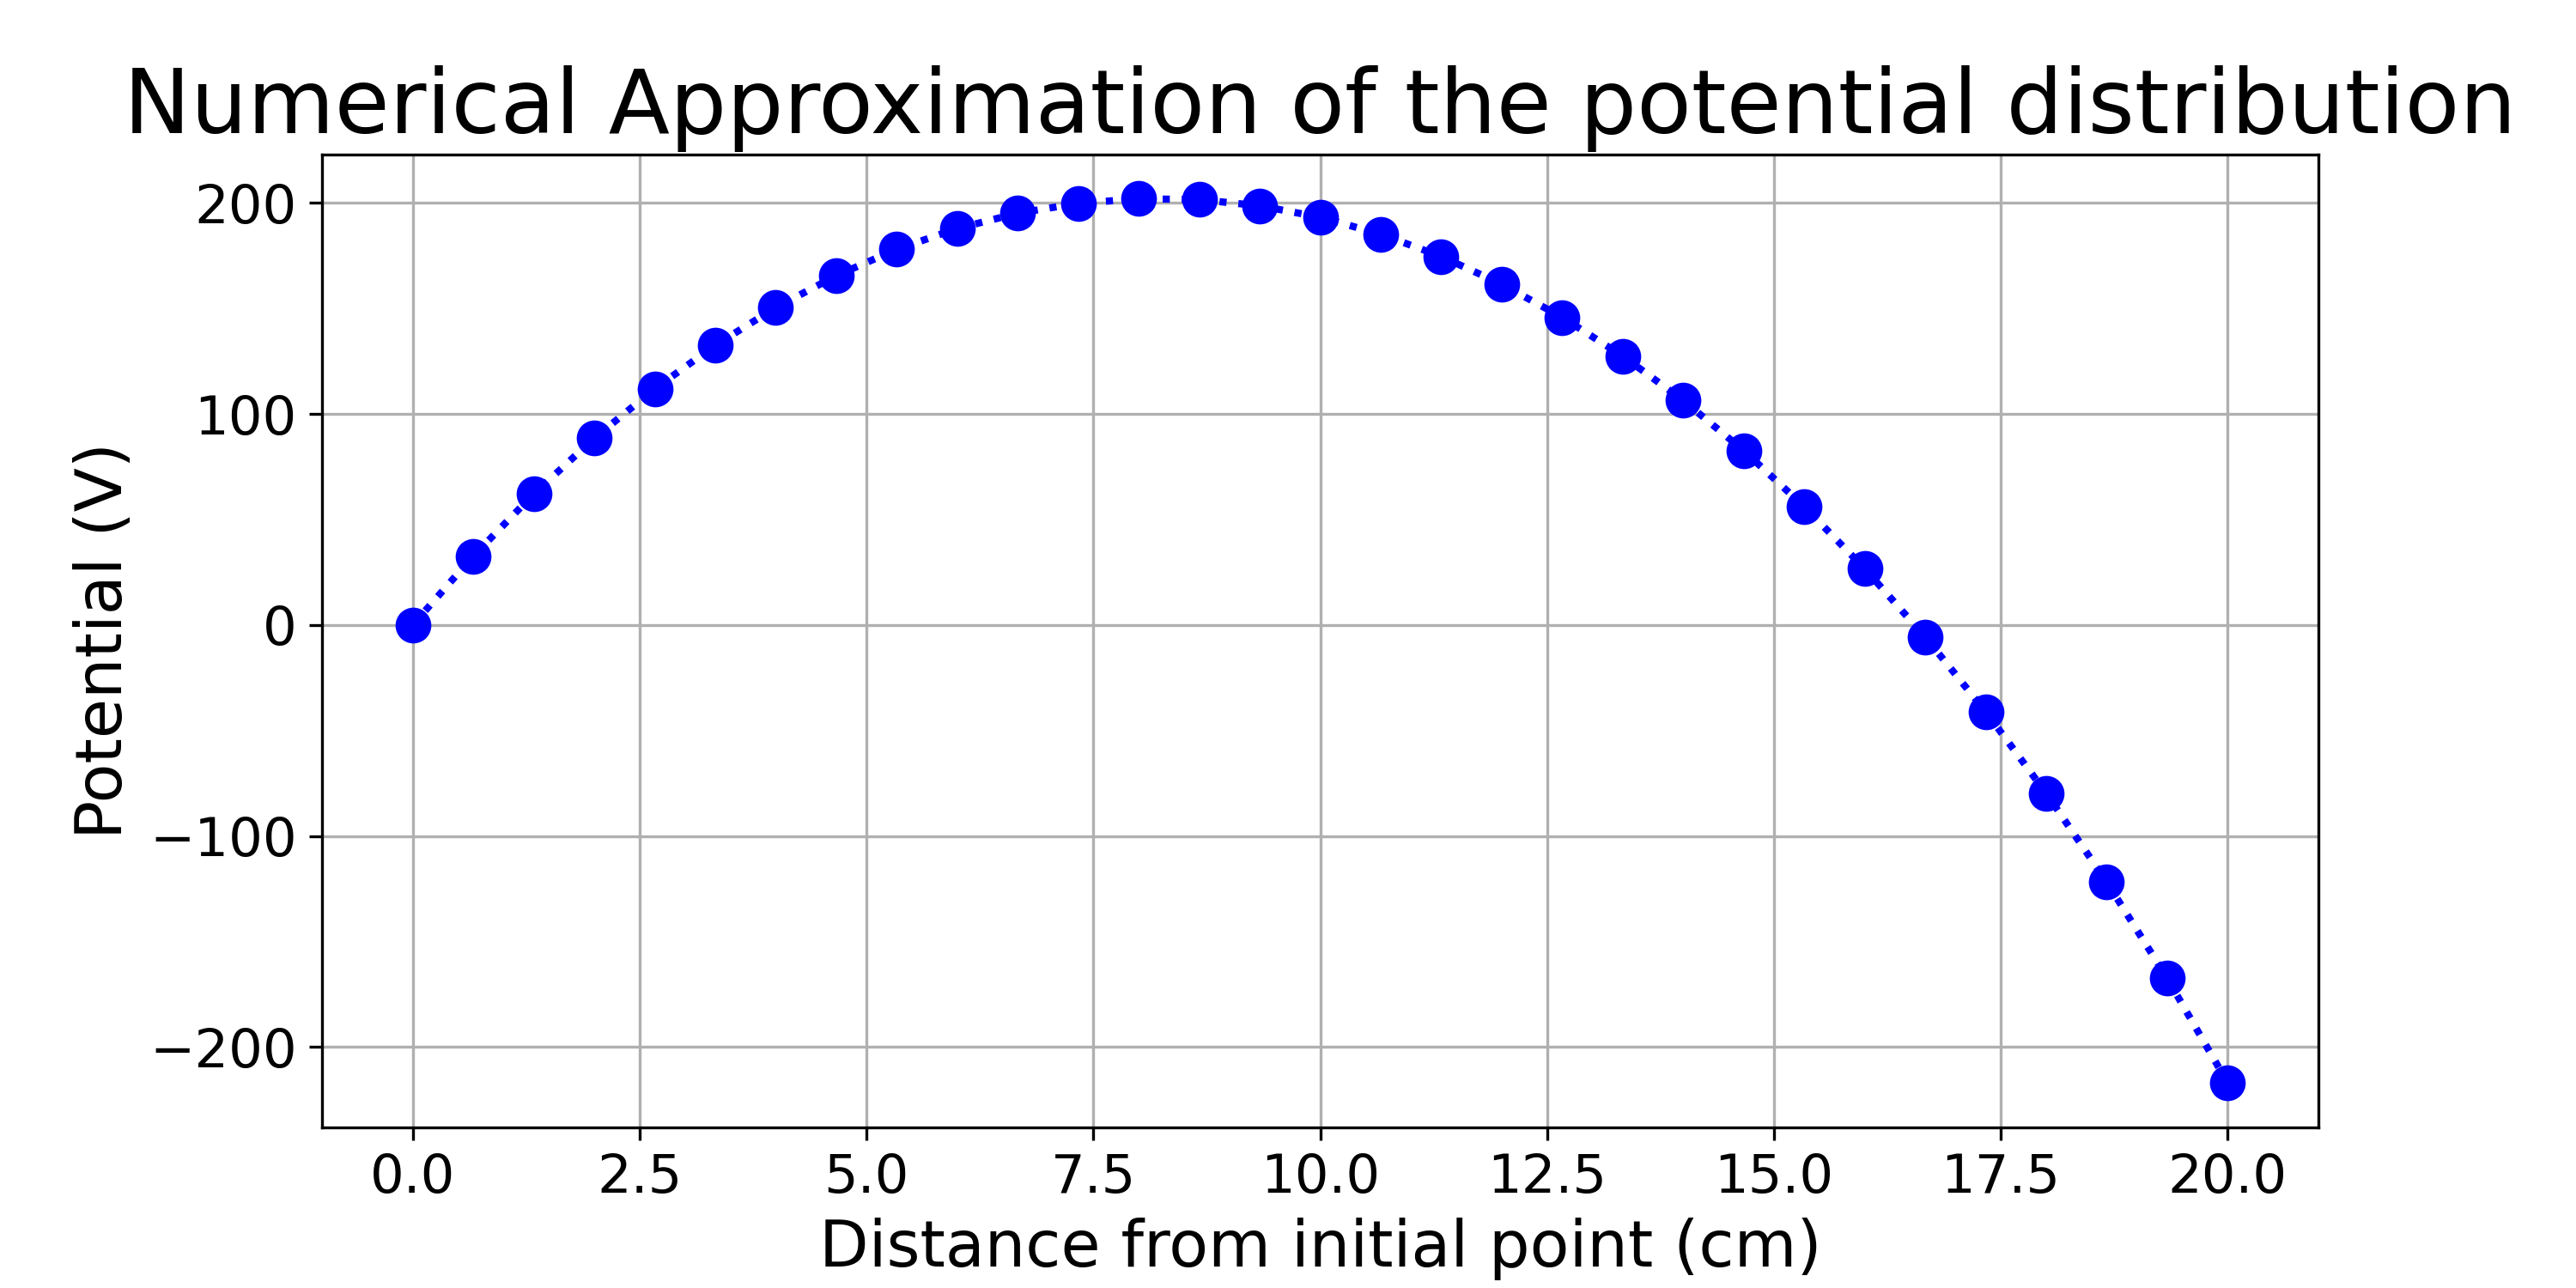 Numerical Approximation of the potential distribution
200
100
0
−100
−200
Potential (V)
0.0 2.5 5.0 7.5 10.0 12.5 15.0 17.5 20.0
Distance from initial point (cm)